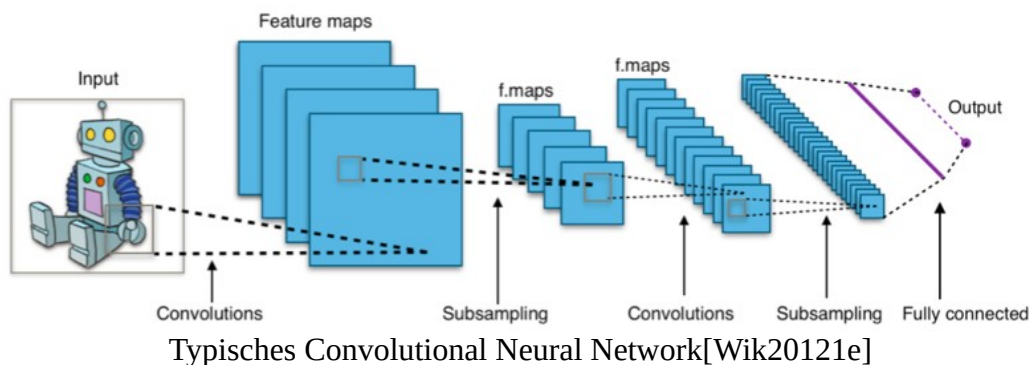 Feature maps
Input
f.maps
f.maps
Output
Convolutions
Subsampling
Convolutions
Subsampling
Fully connected
Typisches Convolutional Neural Network[Wik20121e]